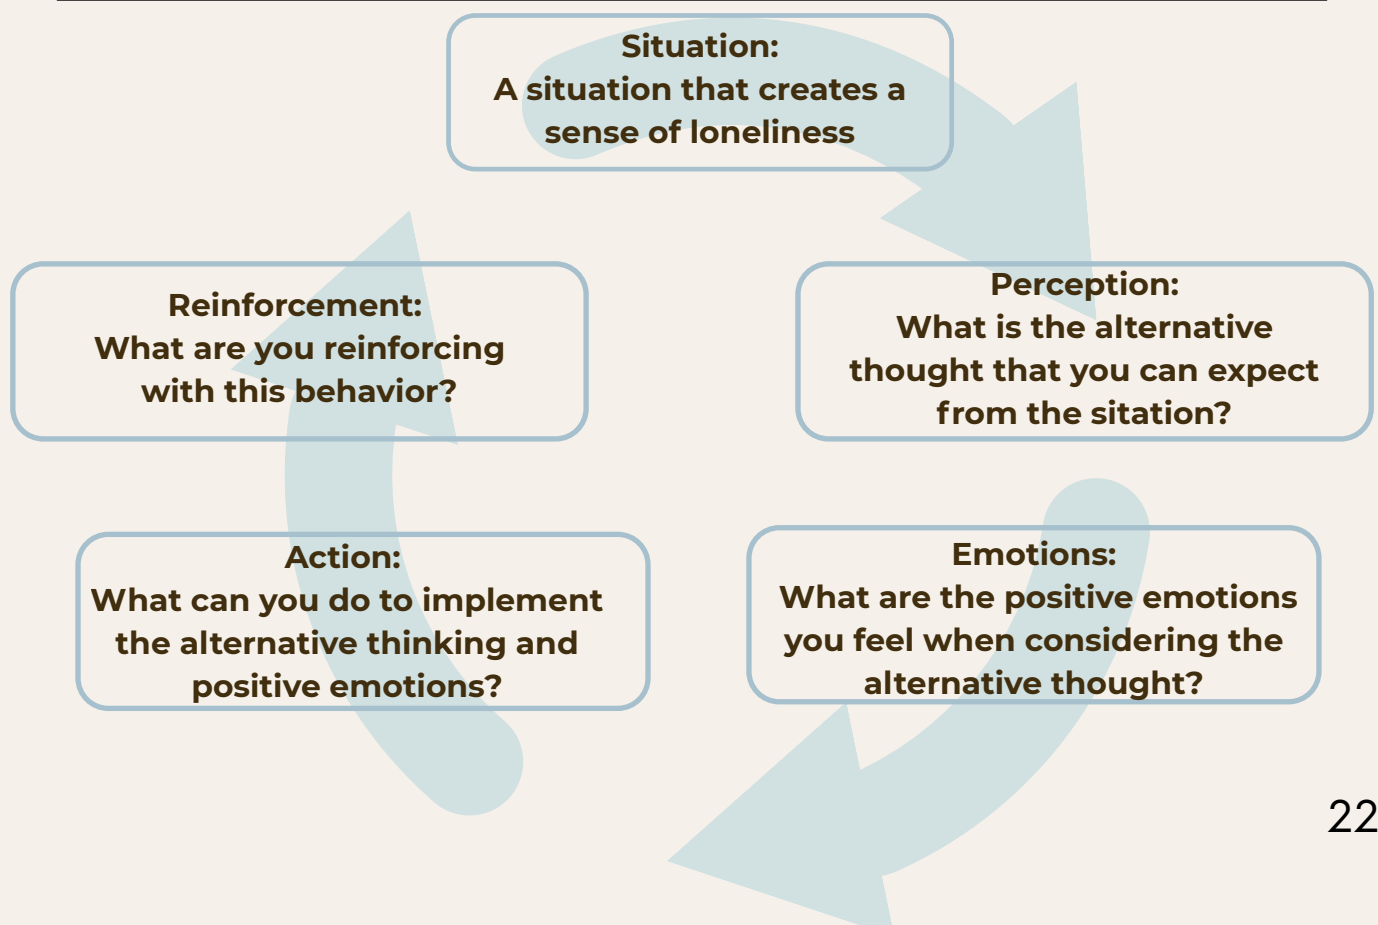 Situation:
A situation that creates a
sense of loneliness
Perception:
What is the alternative
thought that you can expect
from the sitation?
Emotions:
What are the positive emotions
you feel when considering the
alternative thought?
Action:
What can you do to implement
the alternative thinking and
positive emotions?
Reinforcement:
What are you reinforcing
with this behavior?
22